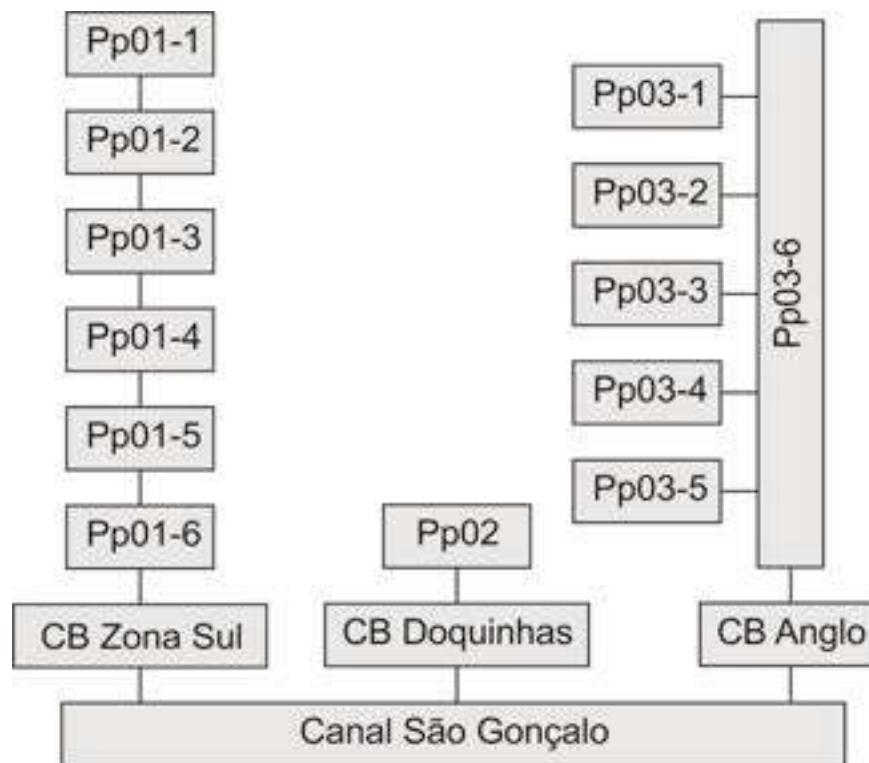 Pp01-1
Pp01-2
Pp01-3
Pp01-4
Pp01-5
Pp01-6
CB Zona Sul
Pp02
CB Doquinhas
Pp03-1
Pp03-2
Pp03-3
Pp03-4
Pp03-5
Pp03-6
CB Anglo
Canal São Gonçalo